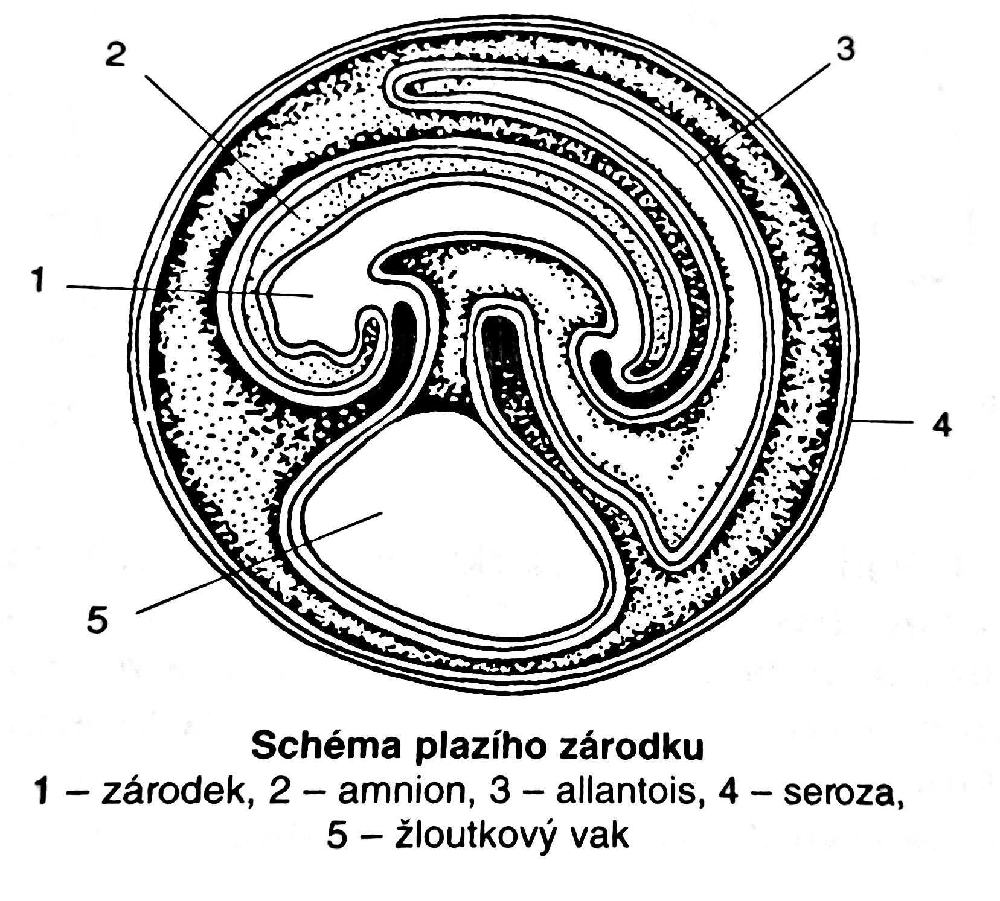 2
3
1
4
5
Schéma plazího zárodku
1 – zárodek, 2 – amnion, 3 – allantois, 4 – seroza,
5 – žloutkový vak